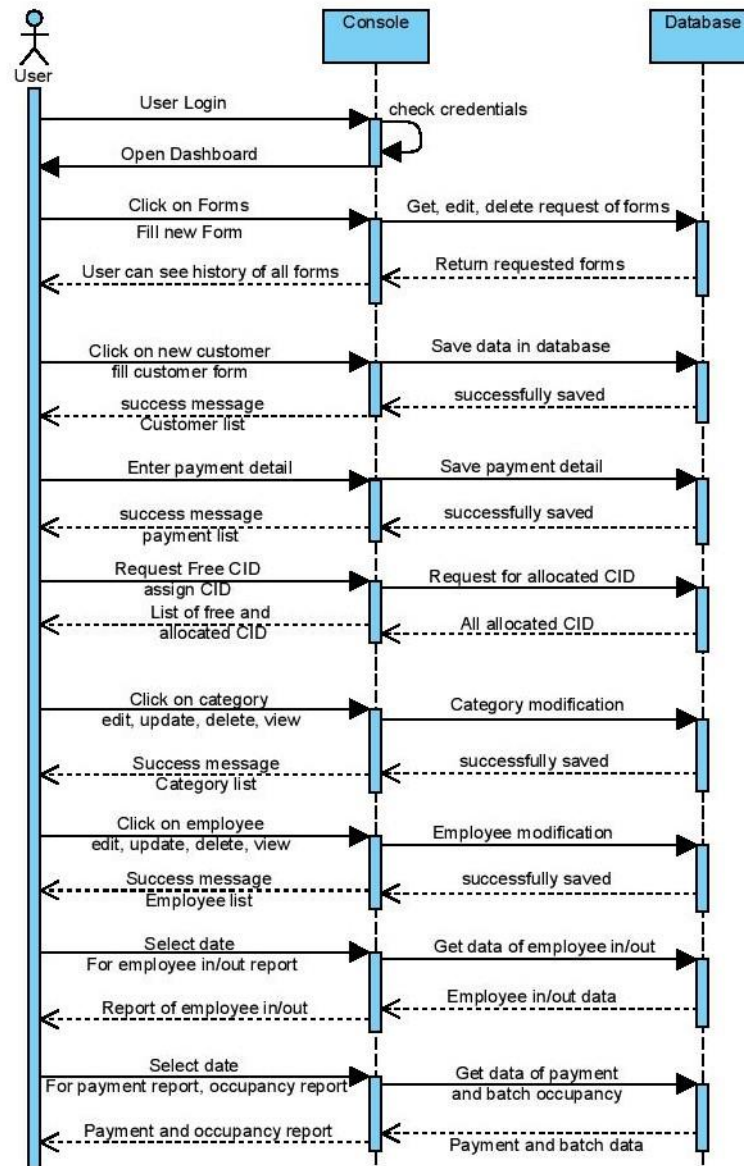 Console
Database
User
User Login
check credentials
Open Dashboard
Click on Forms
Fill new Form
Get, edit, delete request of forms
User can see history of all forms
Return requested forms
Click on new customer
fill customer form
Save data in database
success message
Customer list
successfully saved
Enter payment detail
Save payment detail
success message
payment list
successfully saved
Request Free CID
assign CID
Request for allocated CID
List of free and
allocated CID
All allocated CID
Click on category
edit, update, delete, view
Category modification
Success message
Category list
successfully saved
Click on employee
edit, update, delete, view
Employee modification
Success message
Employee list
successfully saved
Select date
For employee in/out report
Get data of employee in/out
Report of employee in/out
Employee in/out data
Select date
For payment report, occupancy report
Get data of payment
and batch occupancy
Payment and occupancy report
Payment and batch data